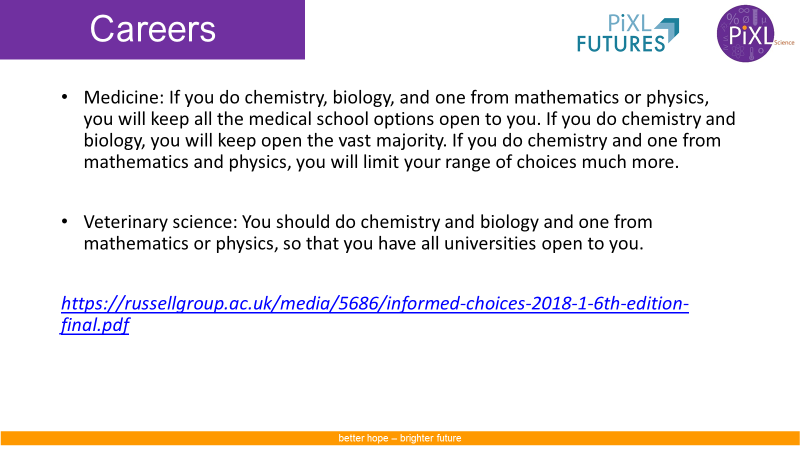 Careers
PiXL
FUTURES
PiXL
Science
• Medicine: If you do chemistry, biology, and one from mathematics or physics,
you will keep all the medical school options open to you. If you do chemistry and
biology, you will keep open the vast majority. If you do chemistry and one from
mathematics and physics, you will limit your range of choices much more.
• Veterinary science: You should do chemistry and biology and one from
mathematics or physics, so that you have all universities open to you.
https://russellgroup.ac.uk/media/5686/informed-choices-2018-1-6th-edition-
final.pdf
better hope – brighter future